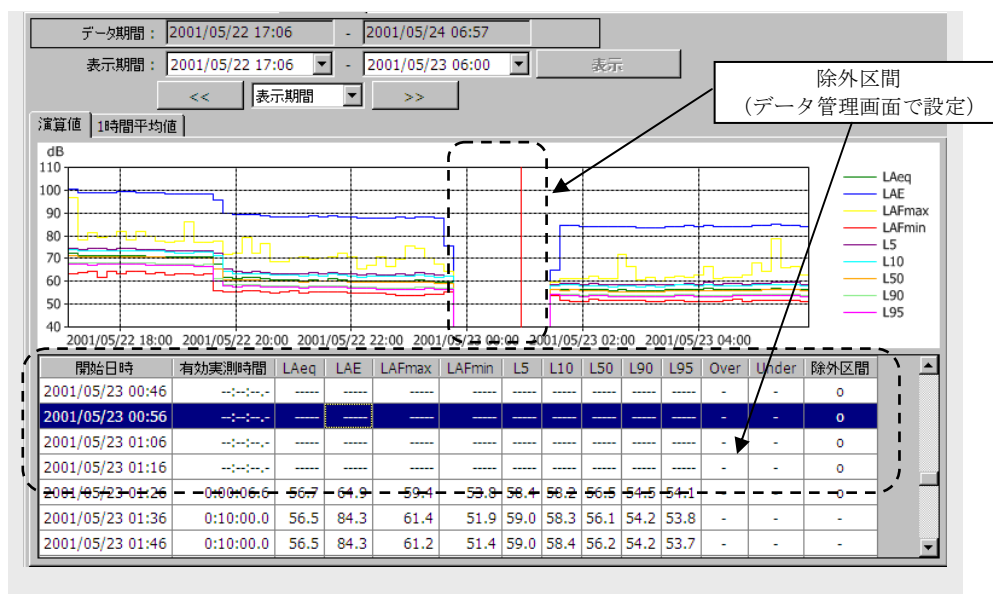 データ期間： 2001/05/22 17:06 - 2001/05/24 06:57
表示期間： 2001/05/22 17:06 - 2001/05/23 06:00 表示
<< 表示期間 >>
除外区間
（データ管理画面で設定）
演算値 1時間平均値
dB
110
100
90
80
70
60
50
40
2001/05/22 18:00 2001/05/22 20:00 2001/05/22 22:00 2001/05/23 00:00 2001/05/23 02:00 2001/05/23 04:00
LAeq
LAE
LAFmax
LAFmin
L5
L10
L50
L90
L95
開始日時 有効実測時間 LAeq LAE LAFmax LAFmin L5 L10 L50 L90 L95 Over Under 除外区間
2001/05/23 00:46 --:--:--.- ----- ----- ----- ----- ----- ----- ----- ----- ----- - - o
2001/05/23 00:56 --:--:--.- ----- ----- ----- ----- ----- ----- ----- ----- ----- - - o
2001/05/23 01:06 --:--:--.- ----- ----- ----- ----- ----- ----- ----- ----- ----- - - o
2001/05/23 01:16 --:--:--.- ----- ----- ----- ----- ----- ----- ----- ----- ----- - - o
2001/05/23 01:26 0:00:06.6 56.7 64.9 59.4 53.8 58.4 58.2 56.5 54.5 54.1 - - o
2001/05/23 01:36 0:10:00.0 56.5 84.3 61.4 51.9 59.0 58.3 56.1 54.2 53.8 - - -
2001/05/23 01:46 0:10:00.0 56.5 84.3 61.2 51.4 59.0 58.4 56.2 54.2 53.7 - - -